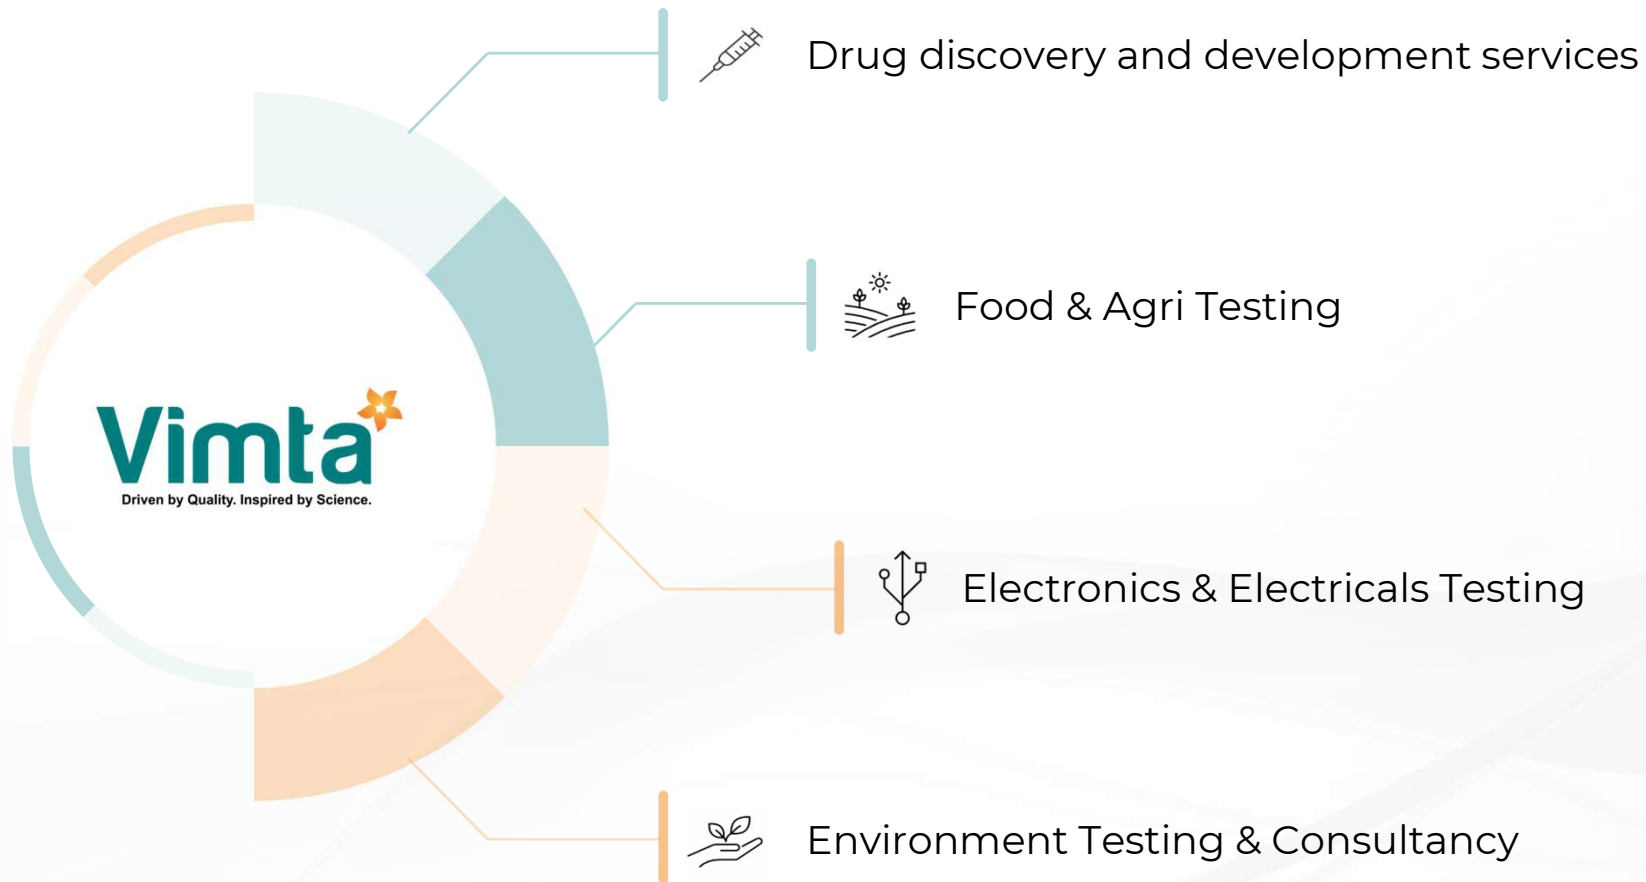 Drug discovery and development services
Food & Agri Testing
Vimta
Driven by Quality. Inspired by Science.
Electronics & Electricals Testing
Environment Testing & Consultancy